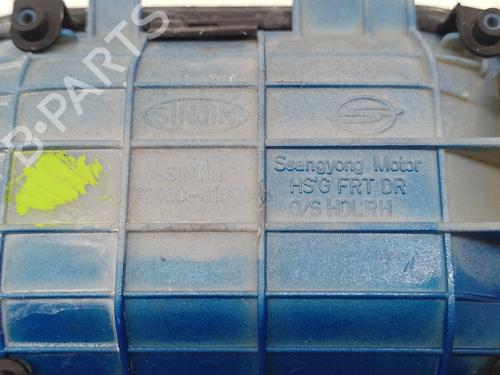 SINJIN
Ssangyong Motor
HS'G FRT DR
O/S HDL:RH
B-PARTS